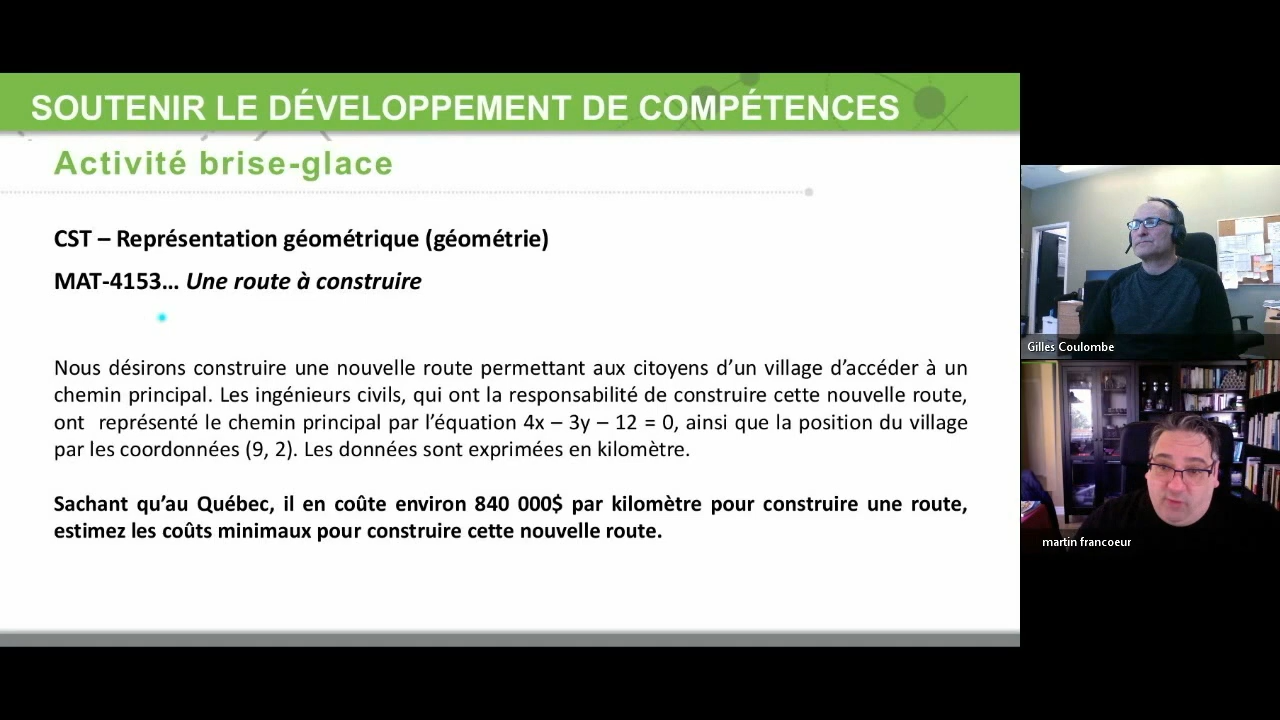 SOUTENIR LE DÉVELOPPEMENT DE COMPÉTENCES
Activité brise-glace
CST – Représentation géométrique (géométrie)
MAT-4153... Une route à construire
Nous désirons construire une nouvelle route permettant aux citoyens d’un village d’accéder à un
chemin principal. Les ingénieurs civils, qui ont la responsabilité de construire cette nouvelle route,
ont représenté le chemin principal par l’équation 4x – 3y – 12 = 0, ainsi que la position du village
par les coordonnées (9, 2). Les données sont exprimées en kilomètre.
Sachant qu’au Québec, il en coûte environ 840 000$ par kilomètre pour construire une route,
estimez les coûts minimaux pour construire cette nouvelle route.
Gilles Coulombe
martin francoeur